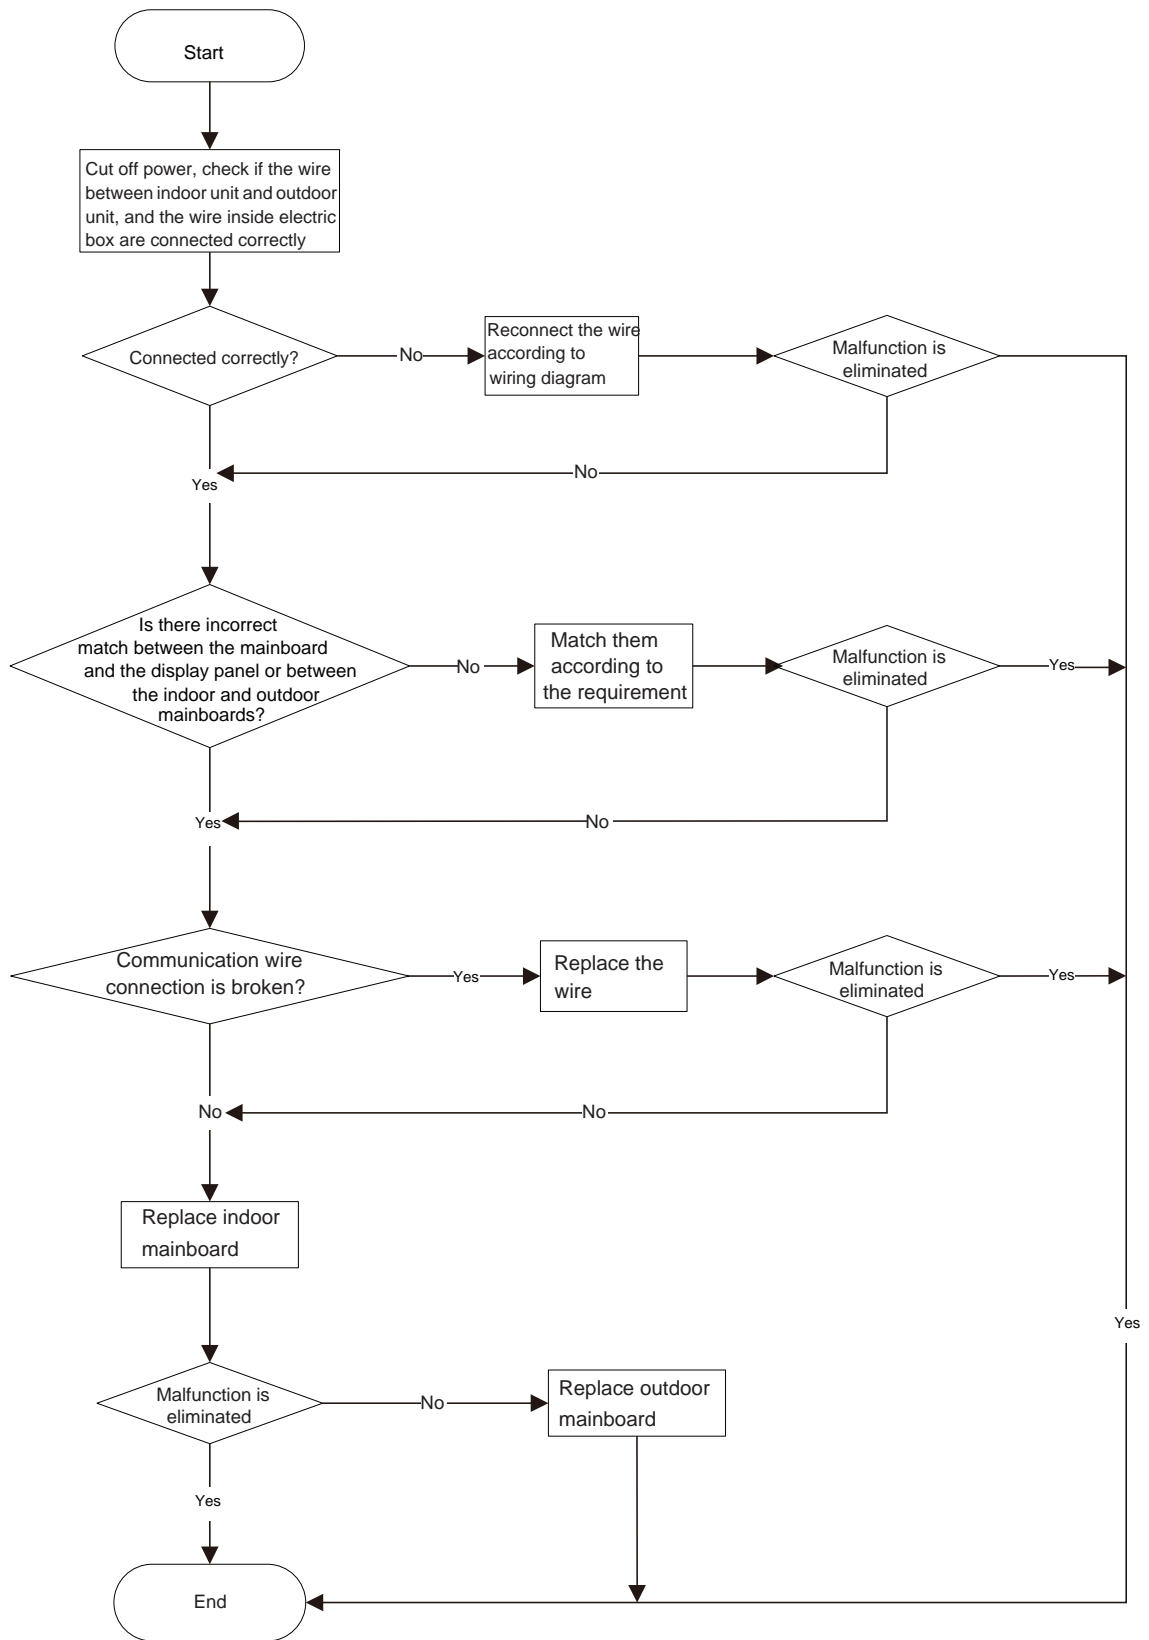 Start
Cut off power, check if the wire
between indoor unit and outdoor
unit, and the wire inside electric
box are connected correctly
Connected correctly?
No
Reconnect the wire
according to
wiring diagram
Malfunction is
eliminated
No
Yes
Is there incorrect
match between the mainboard
and the display panel or between
the indoor and outdoor
mainboards?
No
Match them
according to
the requirement
Malfunction is
eliminated
Yes
Yes
No
Communication wire
connection is broken?
Yes
Replace the
wire
Malfunction is
eliminated
Yes
No
No
Replace indoor
mainboard
Yes
Malfunction is
eliminated
No
Replace outdoor
mainboard
Yes
End